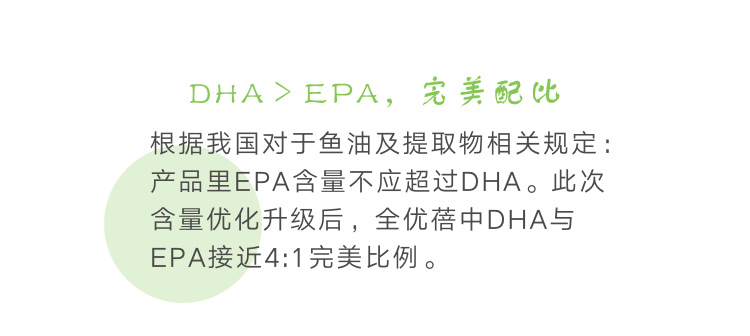 DHA>EPA，完美配比
根据我国对于鱼油及提取物相关规定：
产品里EPA含量不应超过DHA。此次
含量优化升级后，全优蓓中DHA与
EPA接近4:1完美比例。